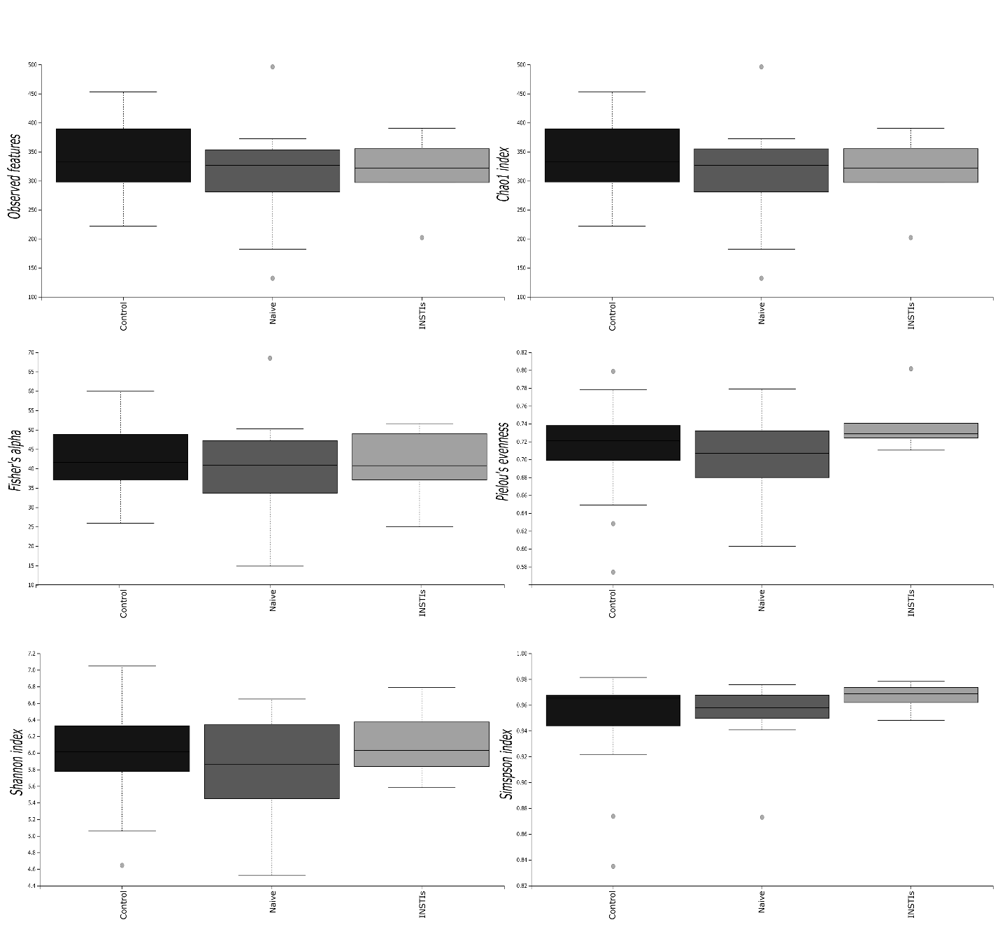 Observed features
500
450
400
350
300
250
200
150
100
Control
Naive
INSTIs
Chao1 index
500
450
400
350
300
250
200
150
100
Control
Naive
INSTIs
Fisher's alpha
70
65
60
55
50
45
40
35
30
25
20
15
10
Control
Naive
INSTIs
Pielou's evenness
0.82
0.80
0.78
0.76
0.74
0.72
0.70
0.68
0.66
0.64
0.62
0.60
0.58
Control
Naive
INSTIs
Shannon index
7.2
7.0
6.8
6.6
6.4
6.2
6.0
5.8
5.6
5.4
5.2
5.0
4.8
4.6
4.4
Control
Naive
INSTIs
Simspson index
1.00
0.98
0.96
0.94
0.92
0.90
0.88
0.86
0.84
0.82
Control
Naive
INSTIs